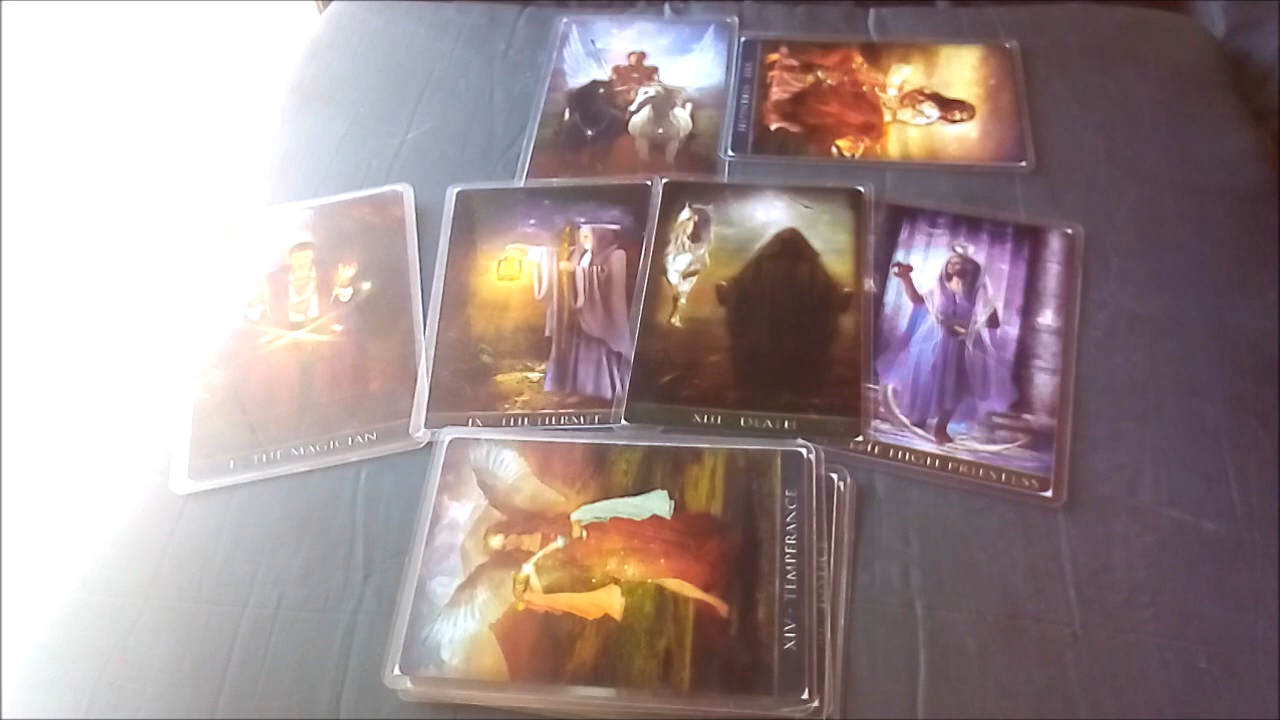 I - THE MAGICIAN
IX - THE HERMIT
XIII - DEATH
THE HIGH PRIESTESS
XIV - TEMPERANCE